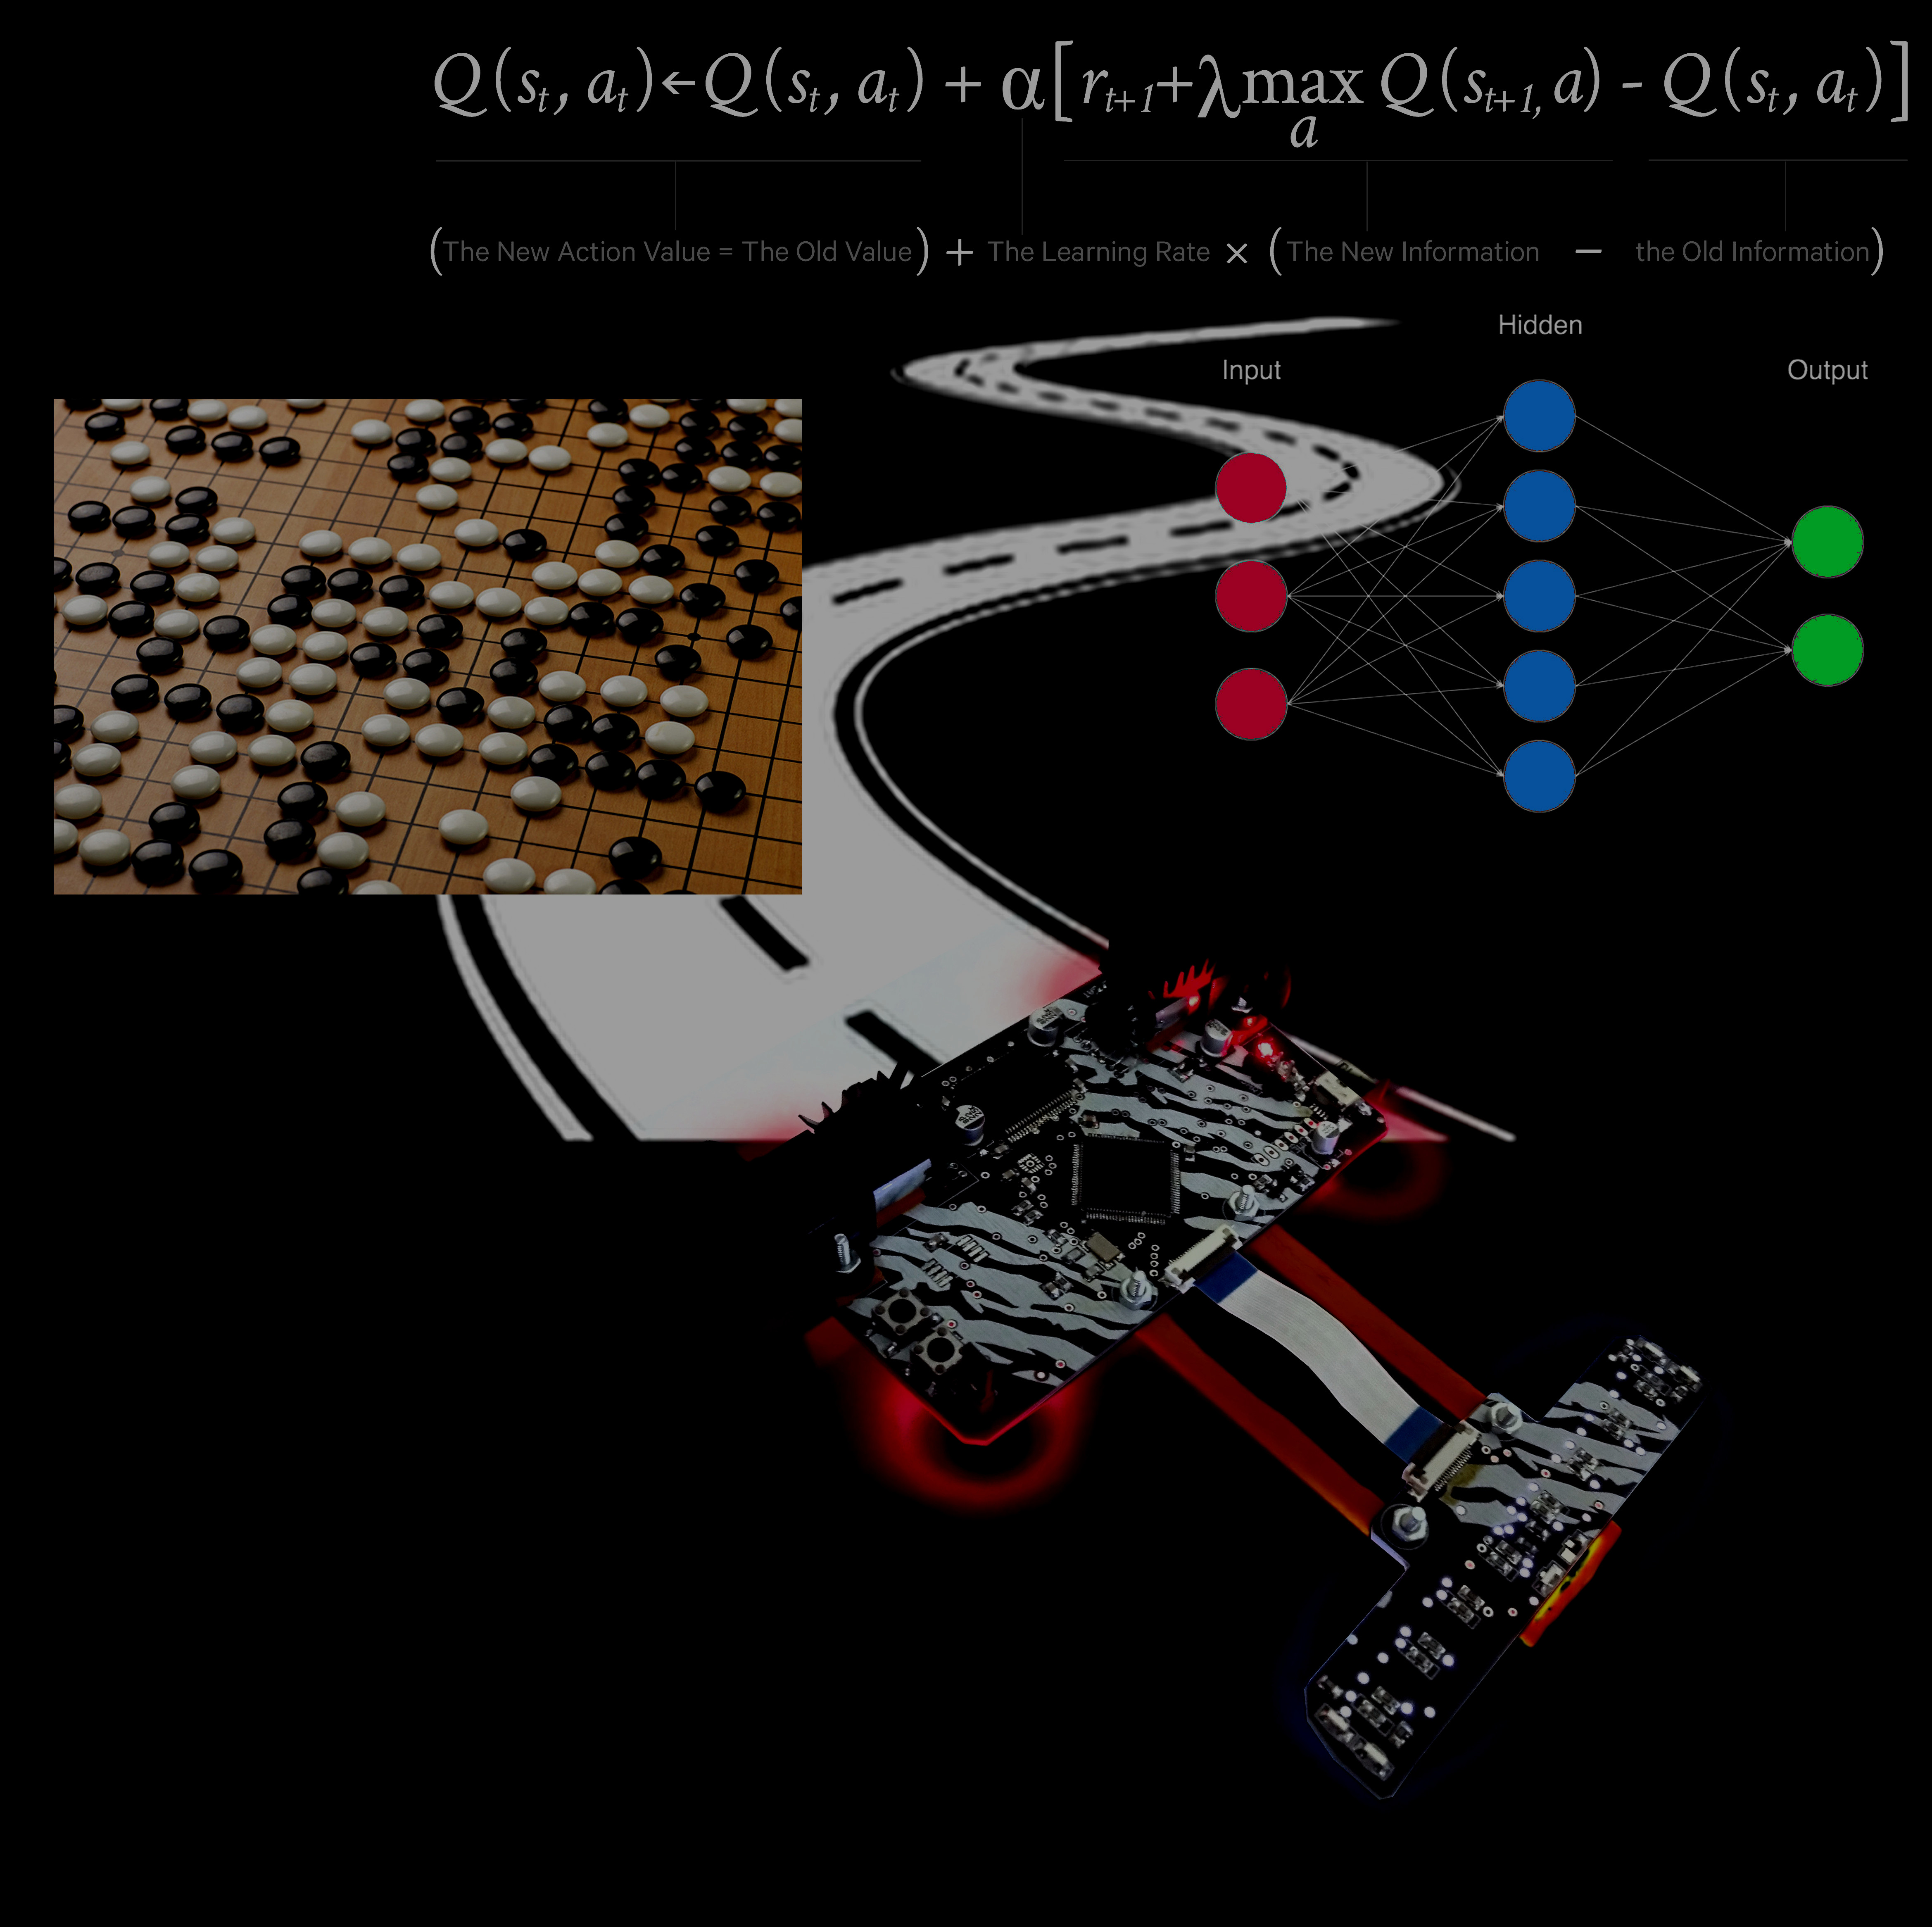 Q(sₜ, aₜ)←Q(sₜ, aₜ) + α[rₜ₊₁+λmax Q(sₜ₊₁, a) - Q(sₜ, aₜ)]
a
(The New Action Value = The Old Value) + The Learning Rate × (The New Information − the Old Information)
Hidden
Input
Output